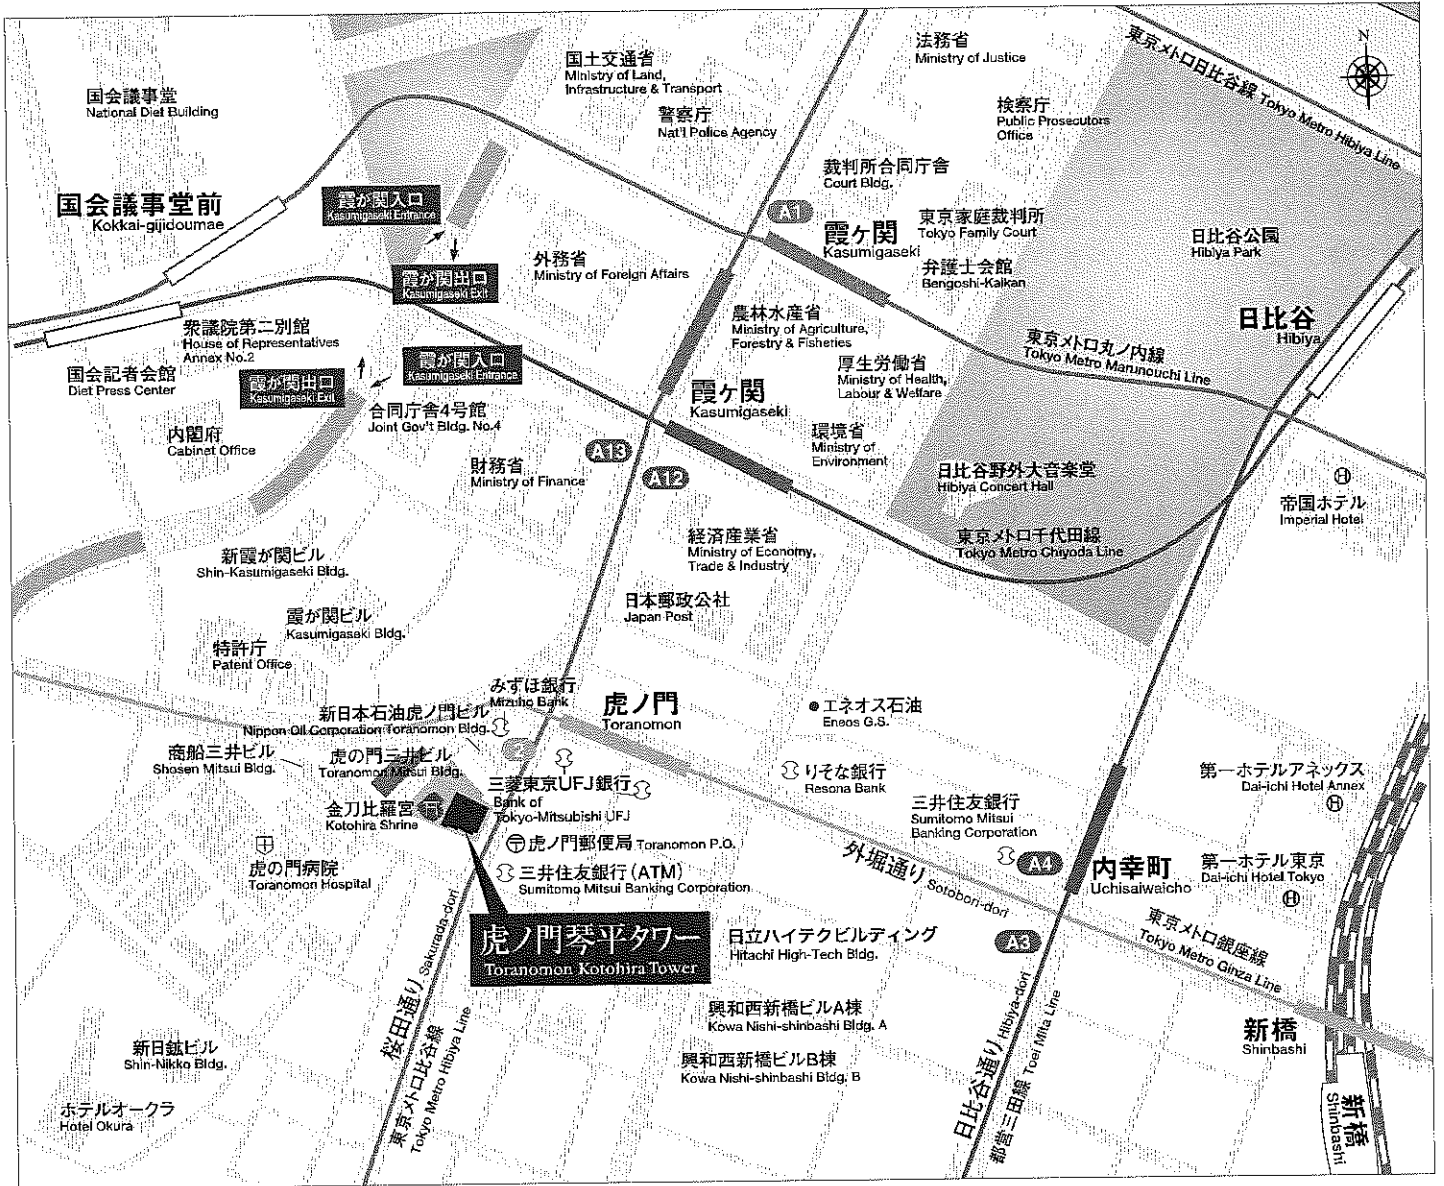 国土交通省
Ministry of Land,
Infrastructure & Transport
法務省
Ministry of Justice
東京メトロ日比谷線 Tokyo Metro Hibiya Line
N
国会議事堂
National Diet Building
警察庁
Nat'l Police Agency
検察庁
Public Prosecutors
Office
裁判所合同庁舎
Court Bldg.
国会議事堂前
Kokkai-gijidoumae
霞が関入口
Kasumigaseki Entrance
A1
霞ヶ関
Kasumigaseki
東京家庭裁判所
Tokyo Family Court
日比谷公園
Hibiya Park
外務省
Ministry of Foreign Affairs
弁護士会館
Bengoshi-Kaikan
霞が関出口
Kasumigaseki Exit
農林水産省
Ministry of Agriculture,
Forestry & Fisheries
日比谷
Hibiya
衆議院第二別館
House of Representatives
Annex No.2
東京メトロ丸ノ内線
Tokyo Metro Marunouchi Line
国会記者会館
Diet Press Center
霞が関出口
Kasumigaseki Exit
霞が関入口
Kasumigaseki Entrance
厚生労働省
Ministry of Health,
Labour & Welfare
霞ヶ関
Kasumigaseki
合同庁舎4号館
Joint Gov't Bldg. No.4
内閣府
Cabinet Office
環境省
Ministry of
Environment
財務省
Ministry of Finance
A13
A12
日比谷野外大音楽堂
Hibiya Concert Hall
H
帝国ホテル
Imperial Hotel
経済産業省
Ministry of Economy,
Trade & Industry
東京メトロ千代田線
Tokyo Metro Chiyoda Line
新霞が関ビル
Shin-Kasumigaseki Bldg.
日本郵政公社
Japan Post
霞が関ビル
Kasumigaseki Bldg.
特許庁
Patent Office
みずほ銀行
Mizuho Bank
虎ノ門
Toranomon
エネオス石油
Eneos G.S.
新日本石油虎ノ門ビル
Nippon Oil Corporation Toranomon Bldg.
商船三井ビル
Shosen Mitsui Bldg.
虎の門三井ビル
Toranomon Mitsui Bldg.
三菱東京UFJ銀行
Bank of
Tokyo-Mitsubishi UFJ
りそな銀行
Resona Bank
第一ホテルアネックス
Dai-ichi Hotel Annex
H
金刀比羅宮
Kotohira Shrine
三井住友銀行
Sumitomo Mitsui
Banking Corporation
虎ノ門郵便局 Toranomon P.O.
虎の門病院
Toranomon Hospital
三井住友銀行(ATM)
Sumitomo Mitsui Banking Corporation
外堀通り Sotobori-dori
A4
内幸町
Uchisaiwaicho
第一ホテル東京
Dai-ichi Hotel Tokyo
H
虎ノ門琴平タワー
Toranomon Kotohira Tower
日立ハイテクビルディング
Hitachi High-Tech Bldg.
A3
東京メトロ銀座線
Tokyo Metro Ginza Line
桜田通り Sakurada-dori
東京メトロ比谷線
Tokyo Metro Hibiya Line
興和西新橋ビルA棟
Kowa Nishi-shinbashi Bldg. A
興和西新橋ビルB棟
Kowa Nishi-shinbashi Bldg. B
日比谷通り Hibiya-dori
都営三田線 Toei Mita Line
新橋
Shinbashi
新日鉱ビル
Shin-Nikko Bldg.
ホテルオークラ
Hotel Okura
新橋
Shinbashi